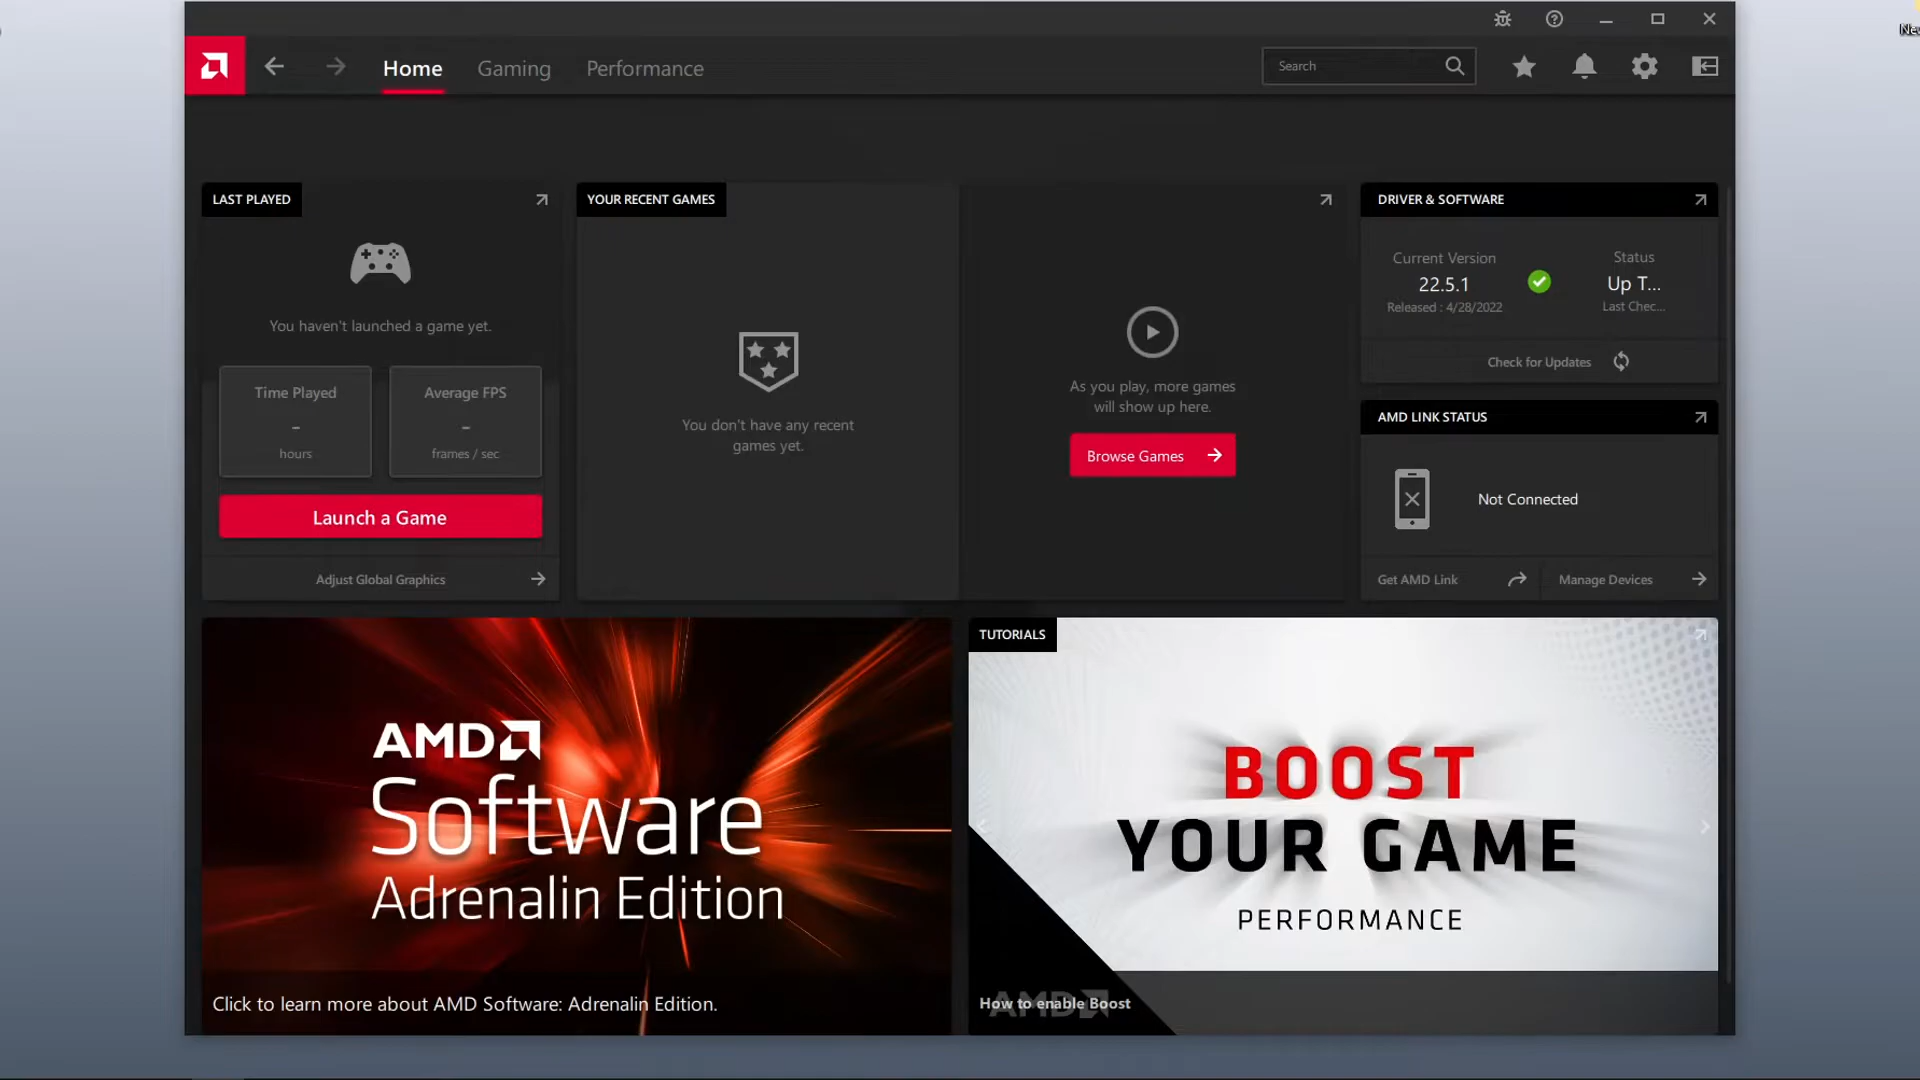 Home
Gaming
Performance
Search
LAST PLAYED
You haven't launched a game yet.
Time Played
-
hours
Average FPS
-
frames / sec
Launch a Game
Adjust Global Graphics
YOUR RECENT GAMES
You don't have any recent
games yet.
As you play, more games
will show up here.
Browse Games
DRIVER & SOFTWARE
Current Version
22.5.1
Released : 4/28/2022
Status
Up T...
Last Chec...
Check for Updates
AMD LINK STATUS
Not Connected
Get AMD Link
Manage Devices
AMD
Software
Adrenalin Edition
Click to learn more about AMD Software: Adrenalin Edition.
TUTORIALS
BOOST
YOUR GAME
PERFORMANCE
AMD
How to enable Boost